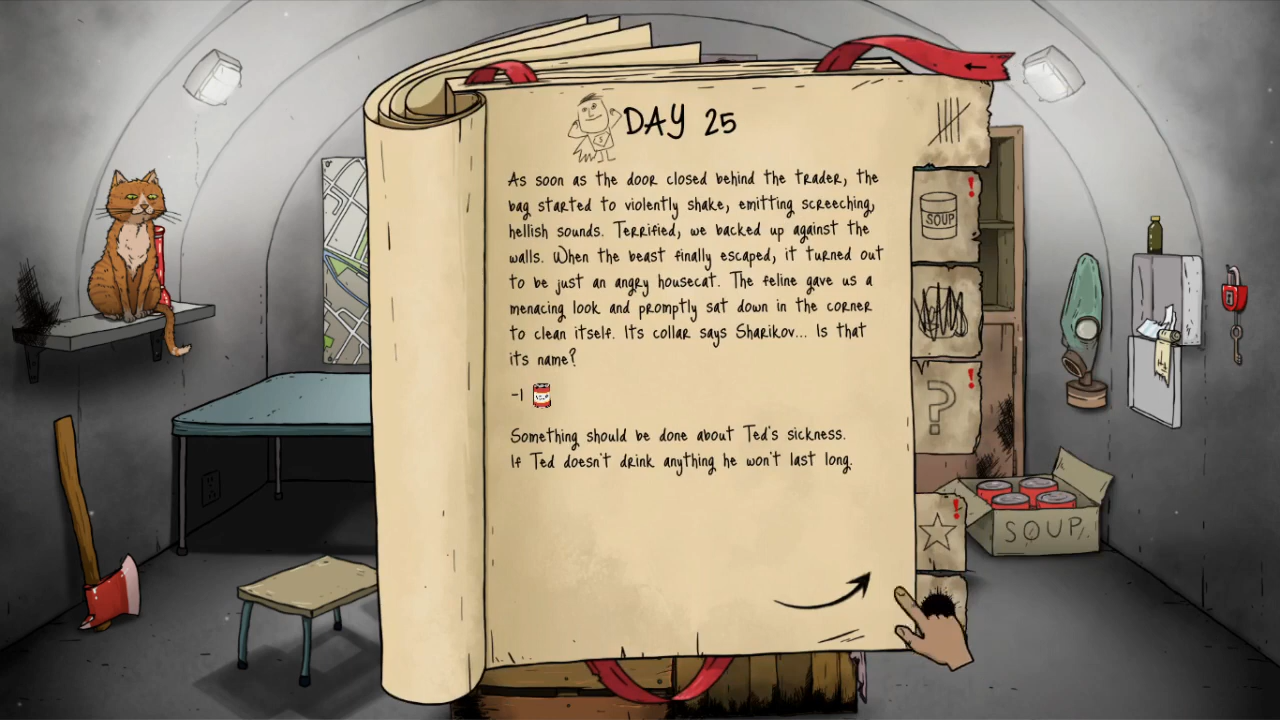 DAY 25
As soon as the door closed behind the trader, the
bag started to violently shake, emitting screeching,
hellish sounds. Terrified, we backed up against the
walls. When the beast finally escaped, it turned out
to be just an angry housecat. The feline gave us a
menacing look and promptly sat down in the corner
to clean itself. Its collar says Sharikov... Is that
its name?
-1
Something should be done about Ted's sickness.
If Ted doesn't drink anything he won't last long.
!
SOUP
!
?
!
SOUP